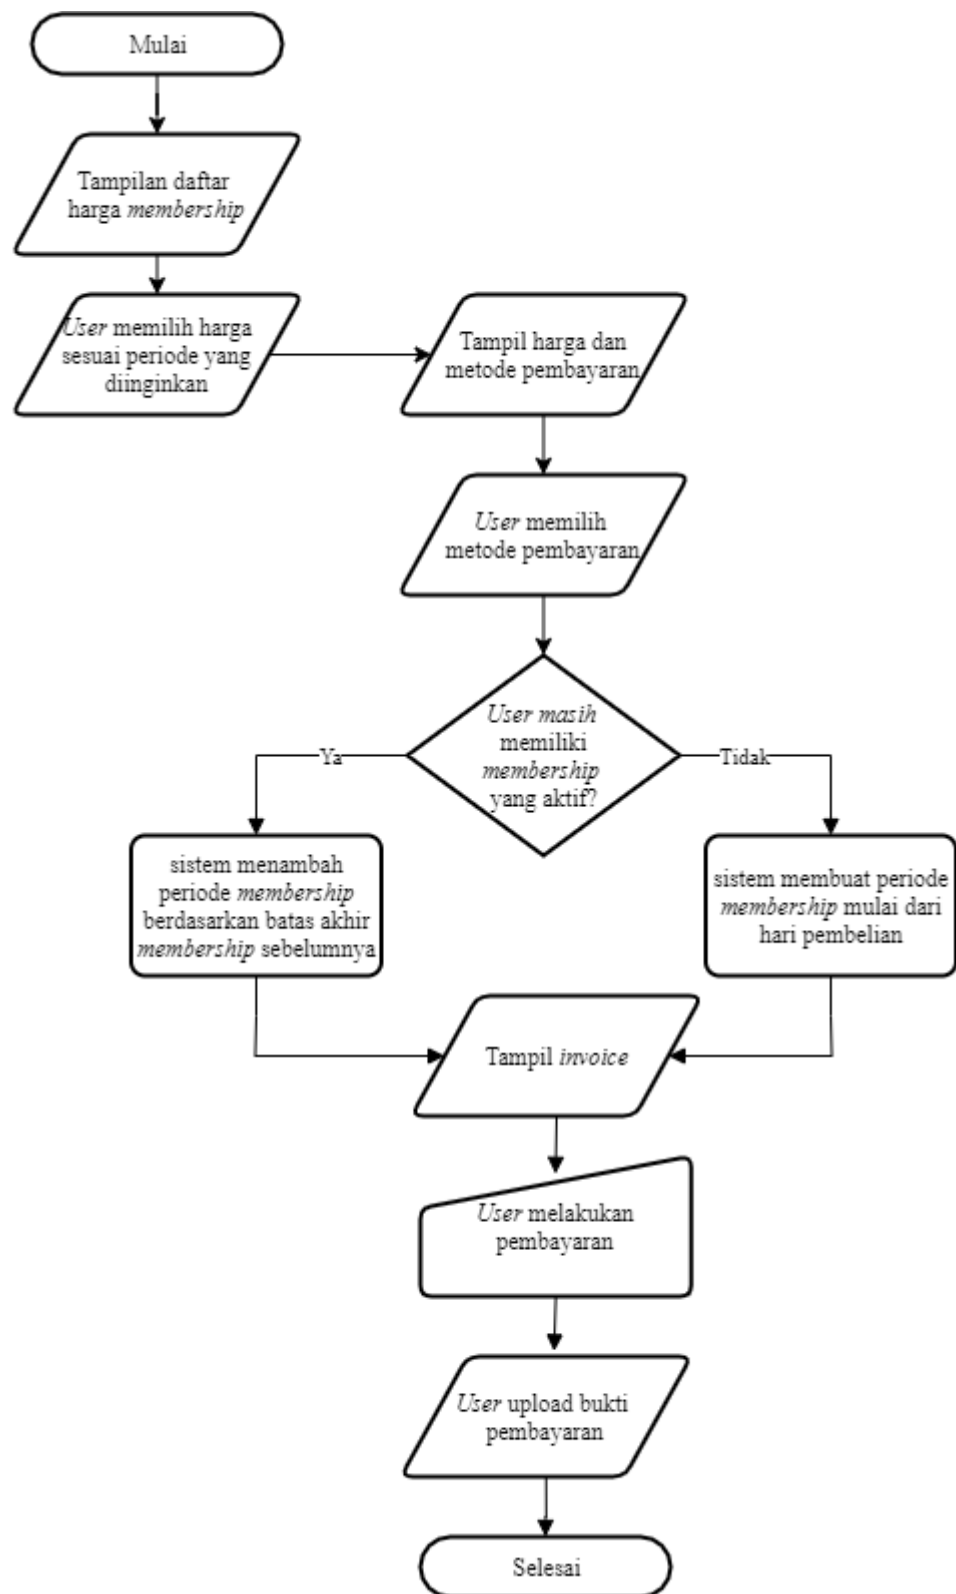 Mulai
Tampilan daftar
harga membership
User memilih harga
sesuai periode yang
diinginkan
Tampil harga dan
metode pembayaran
User memilih
metode pembayaran
User masih
memiliki
membership
yang aktif?
Ya
Tidak
sistem menambah
periode membership
berdasarkan batas akhir
membership sebelumnya
sistem membuat periode
membership mulai dari
hari pembelian
Tampil invoice
User melakukan
pembayaran
User upload bukti
pembayaran
Selesai